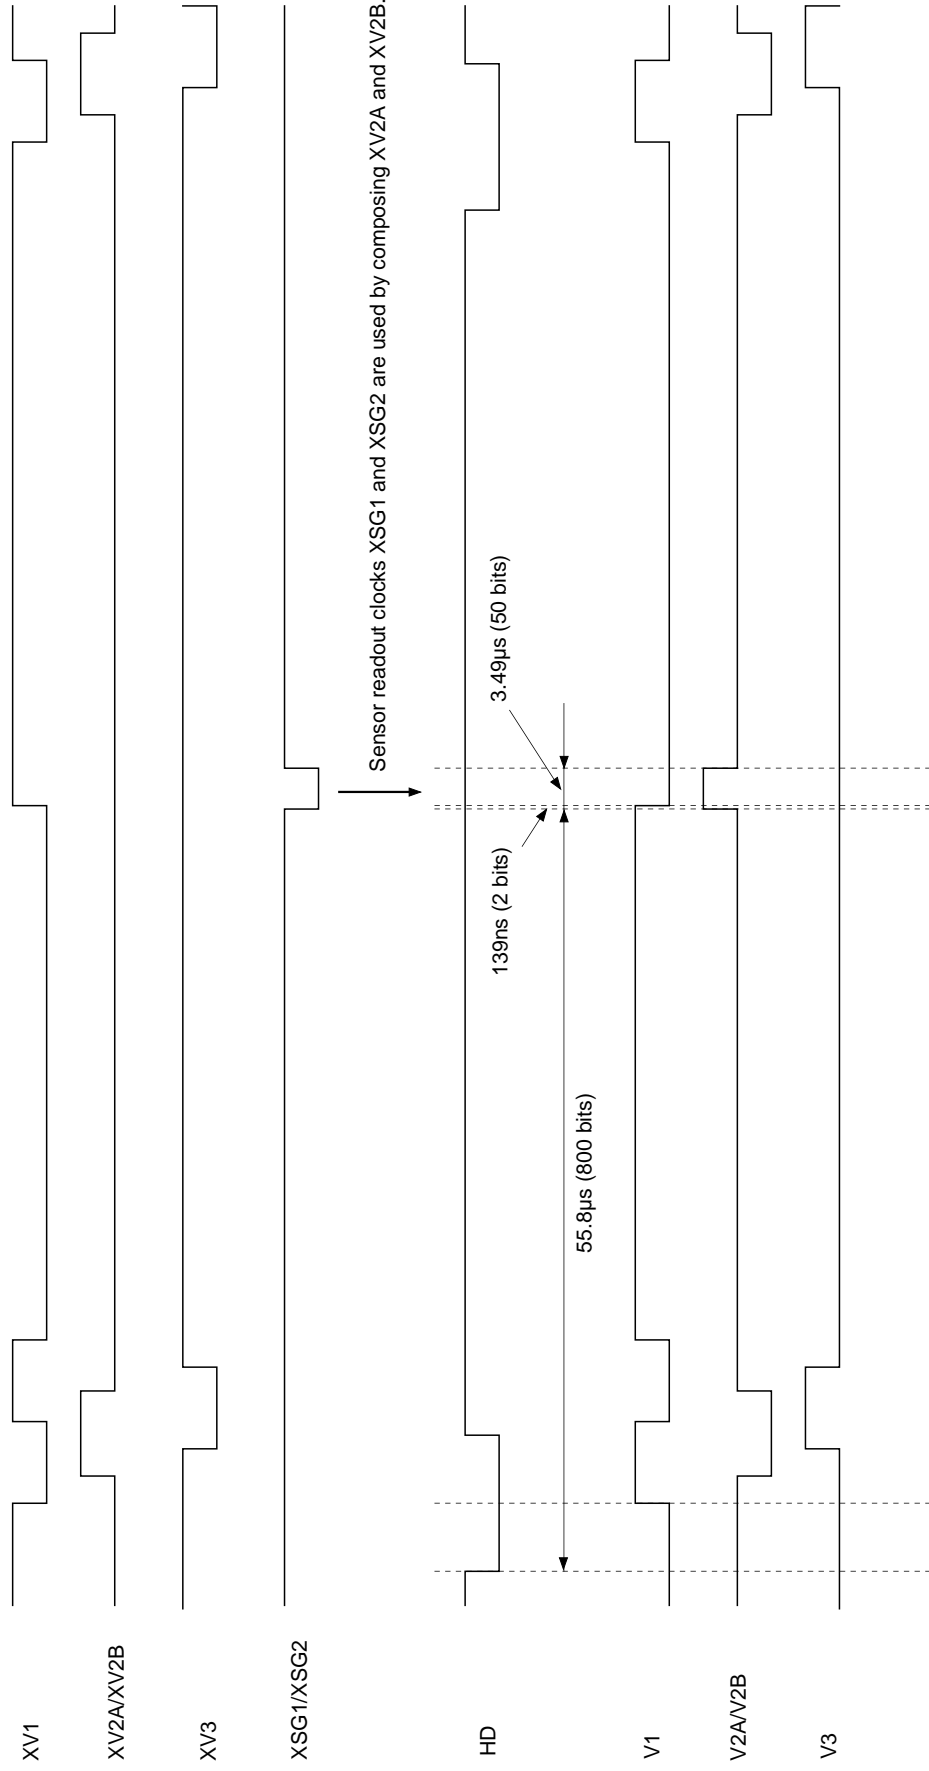 XV1
XV2A/XV2B
XV3
XSG1/XSG2
Sensor readout clocks XSG1 and XSG2 are used by composing XV2A and XV2B.
HD
139ns (2 bits)
3.49µs (50 bits)
55.8µs (800 bits)
V1
V2A/V2B
V3